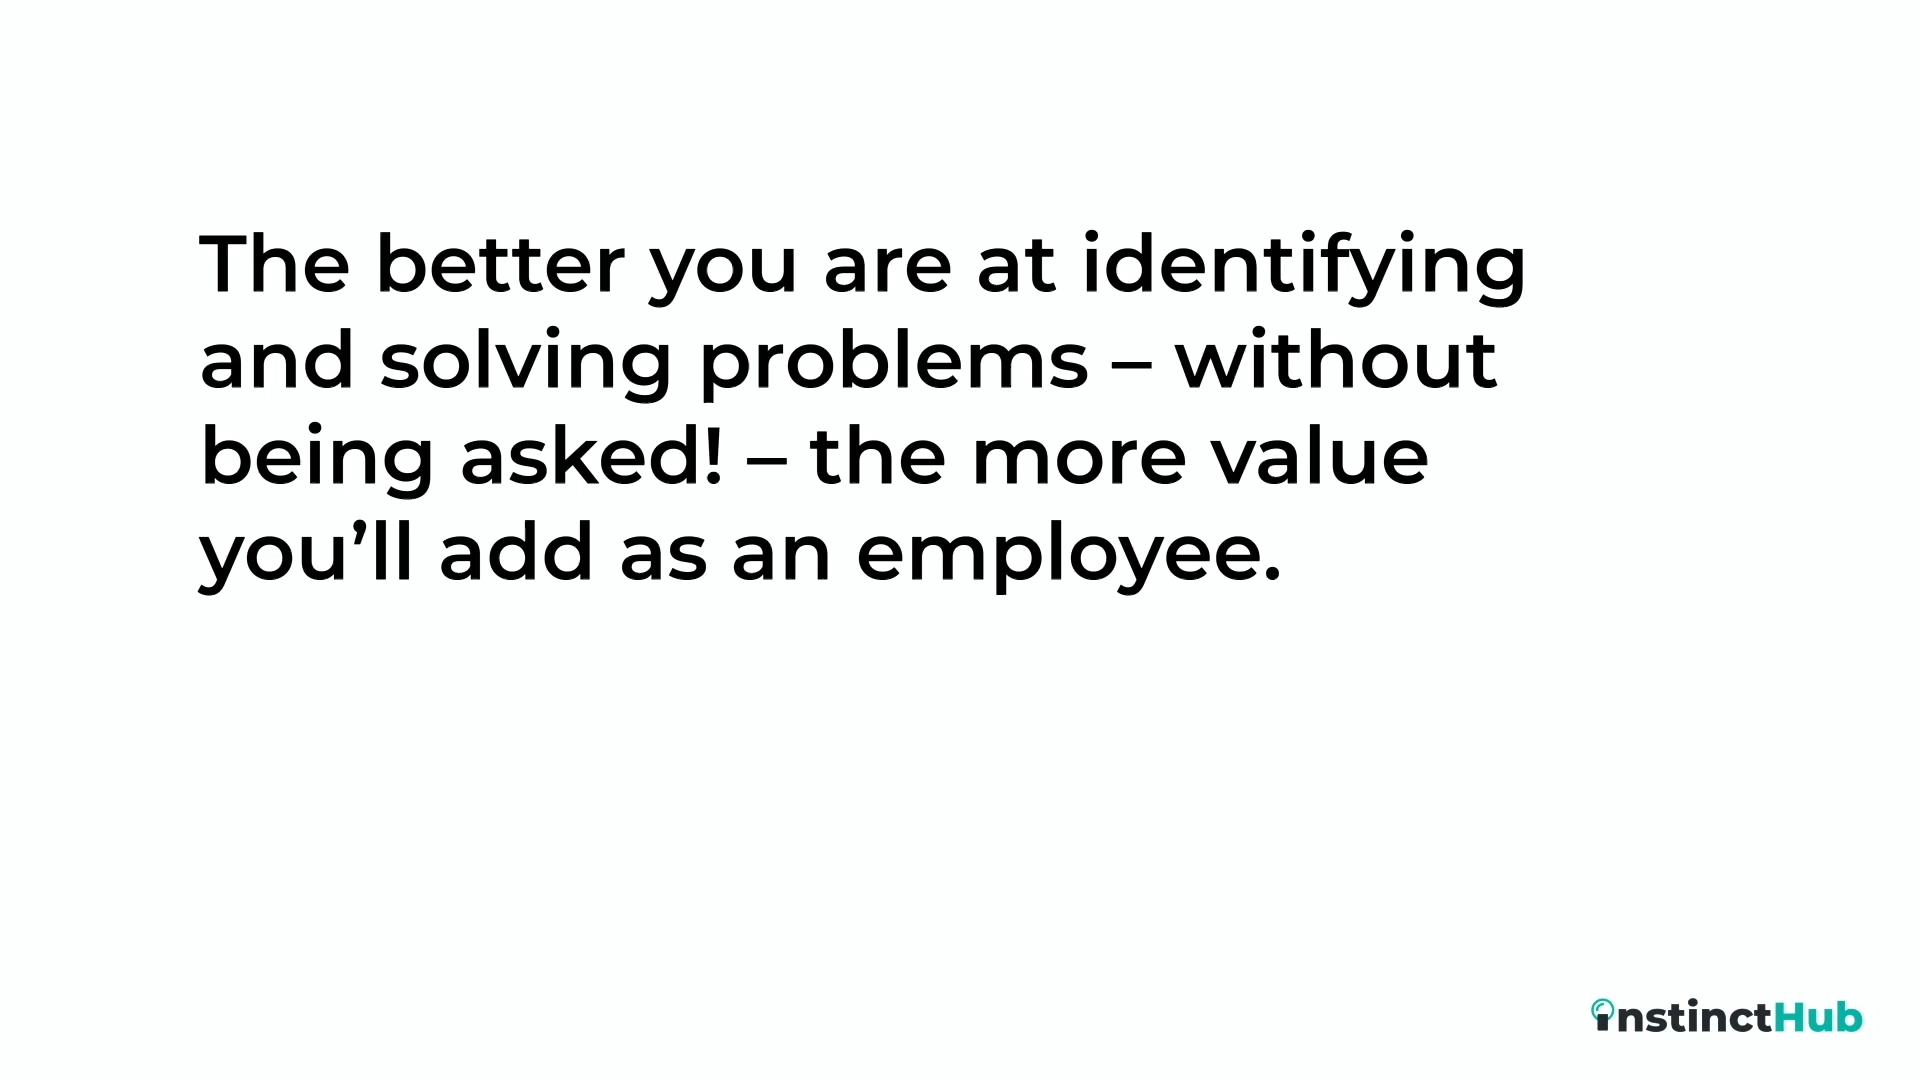 The better you are at identifying
and solving problems – without
being asked! – the more value
you’ll add as an employee.
instinctHub